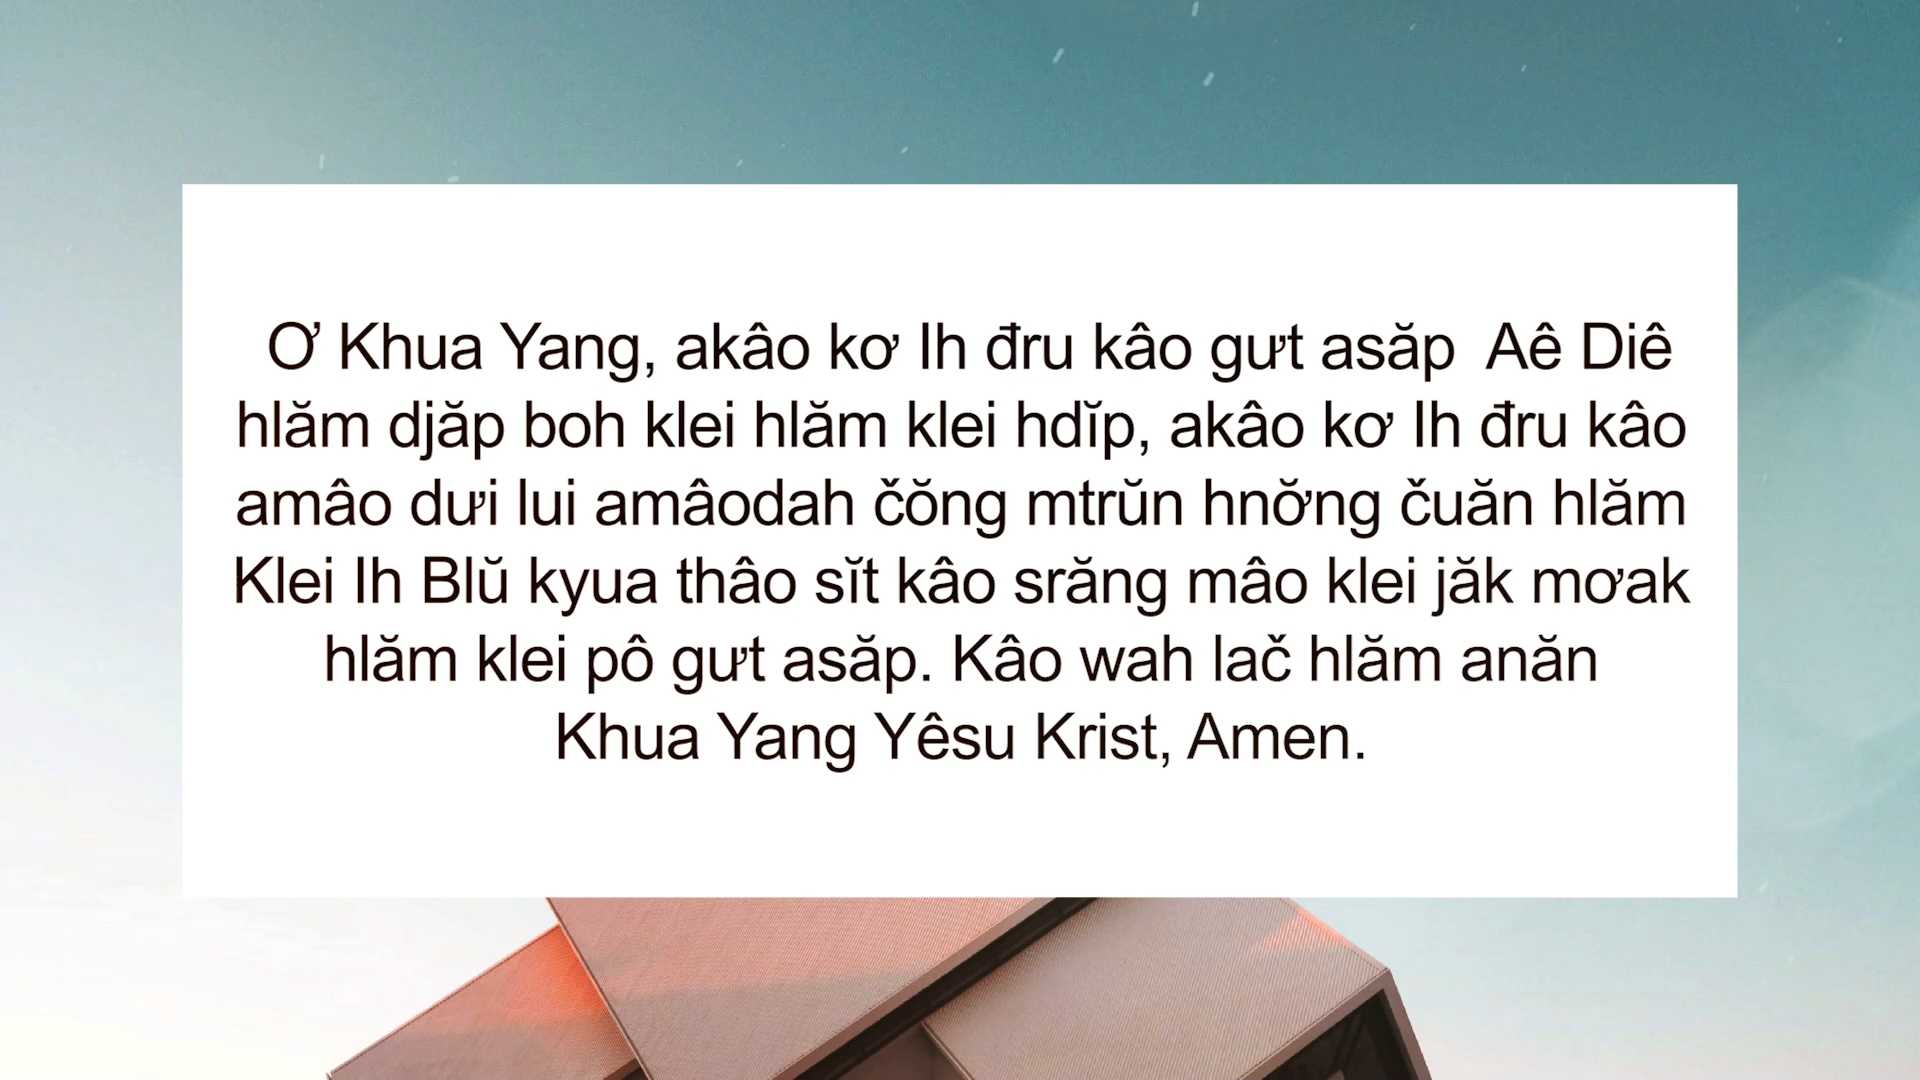 Ơ Khua Yang, akâo kơ Ih đru kâo gưt asăp  Aê Diê
hlăm djăp boh klei hlăm klei hdĭp, akâo kơ Ih đru kâo
amâo dưi lui amâodah čŏng mtrŭn hnơ̆ng čuăn hlăm
Klei Ih Blŭ kyua thâo sĭt kâo srăng mâo klei jăk mơak
hlăm klei pô gưt asăp. Kâo wah lač hlăm anăn
Khua Yang Yêsu Krist, Amen.